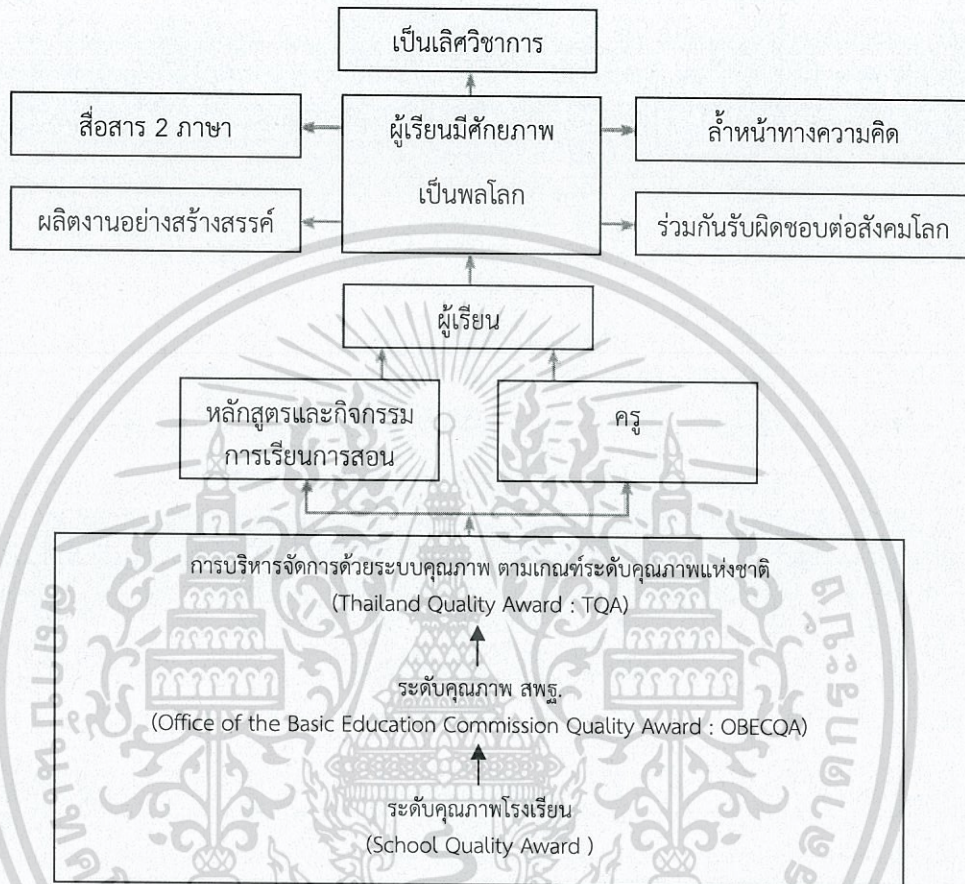 เป็นเลิศวิชาการ
สื่อสาร 2 ภาษา
ผู้เรียนมีศักยภาพ
เป็นพลโลก
ล้ำหน้าทางความคิด
ผลิตงานอย่างสร้างสรรค์
ร่วมกันรับผิดชอบต่อสังคมโลก
ผู้เรียน
หลักสูตรและกิจกรรม
การเรียนการสอน
ครู
การบริหารจัดการด้วยระบบคุณภาพ ตามเกณฑ์ระดับคุณภาพแห่งชาติ
(Thailand Quality Award : TQA)
ระดับคุณภาพ สพฐ.
(Office of the Basic Education Commission Quality Award : OBECQA)
ระดับคุณภาพโรงเรียน
(School Quality Award )